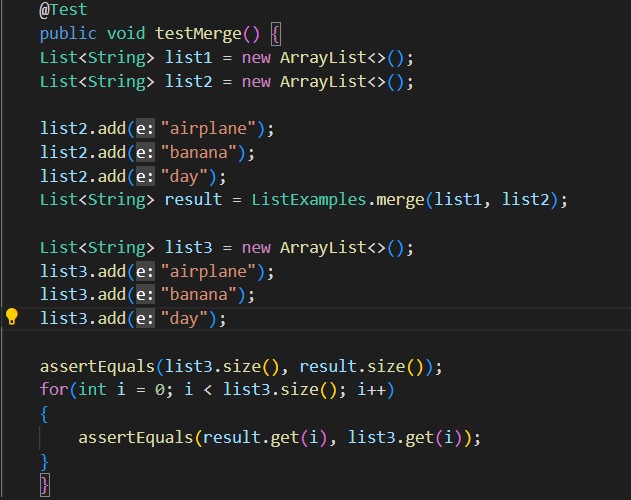 @Test
public void testMerge() {
List<String> list1 = new ArrayList<>();
List<String> list2 = new ArrayList<>();
list2.add(e: "airplane");
list2.add(e: "banana");
list2.add(e: "day");
List<String> result = ListExamples.merge(list1, list2);
List<String> list3 = new ArrayList<>();
list3.add(e: "airplane");
list3.add(e: "banana");
list3.add(e: "day");
assertEquals(list3.size(), result.size());
for(int i = 0; i < list3.size(); i++)
{
assertEquals(result.get(i), list3.get(i));
}
}